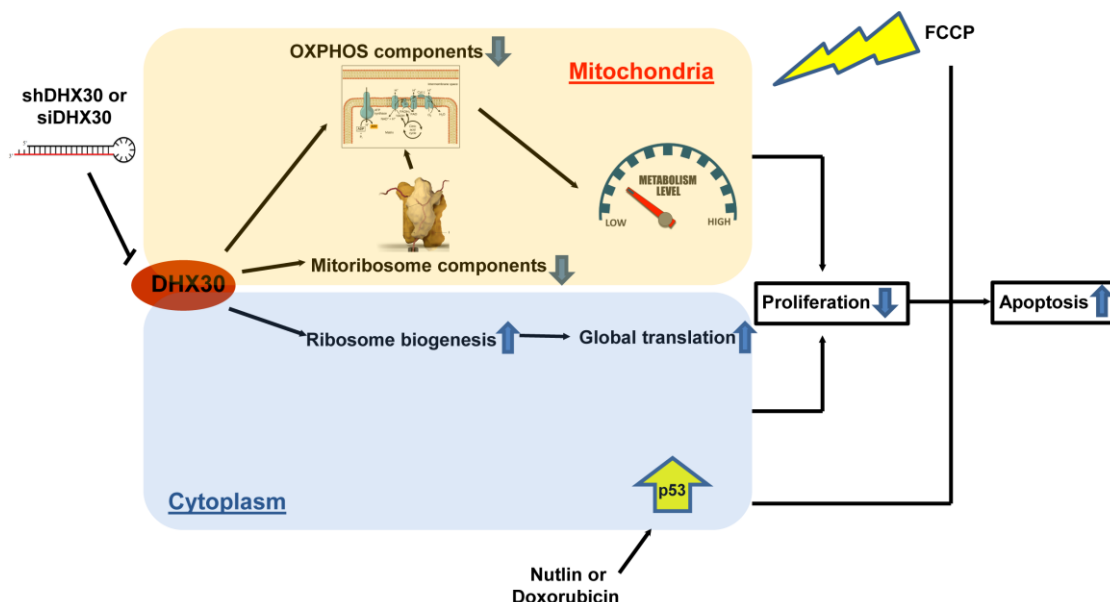 OXPHOS components
FCCP
Mitochondria
shDHX30 or
siDHX30
METABOLISM
LEVEL
LOW
HIGH
Mitoribosome components
DHX30
Proliferation
Apoptosis
Ribosome biogenesis
Global translation
Cytoplasm
p53
Nutlin or
Doxorubicin